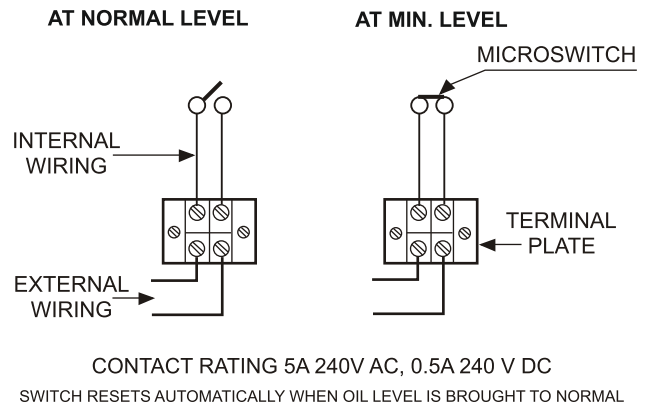 AT NORMAL LEVEL
AT MIN. LEVEL
MICROSWITCH
INTERNAL
WIRING
TERMINAL
PLATE
EXTERNAL
WIRING
CONTACT RATING 5A 240V AC, 0.5A 240 V DC
SWITCH RESETS AUTOMATICALLY WHEN OIL LEVEL IS BROUGHT TO NORMAL